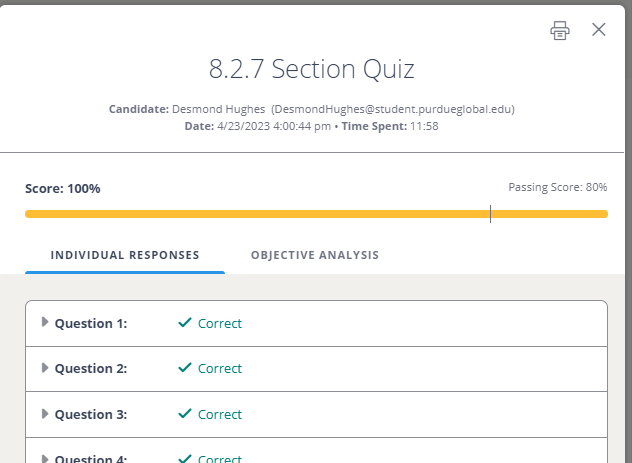 8.2.7 Section Quiz
Candidate: Desmond Hughes (DesmondHughes@student.purdueglobal.edu)
Date: 4/23/2023 4:00:44 pm • Time Spent: 11:58
Score: 100%
Passing Score: 80%
INDIVIDUAL RESPONSES
OBJECTIVE ANALYSIS
Question 1: Correct
Question 2: Correct
Question 3: Correct
Question 4: Correct